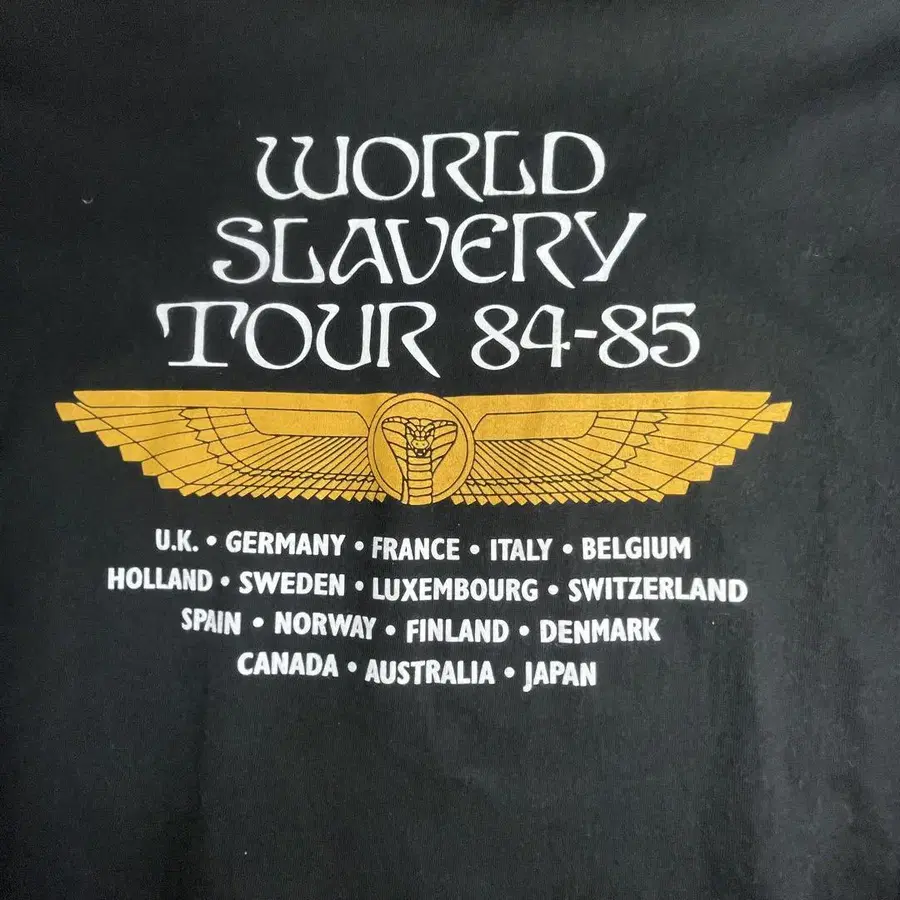 WORLD
SLAVERY
TOUR 84-85
U.K. • GERMANY • FRANCE • ITALY • BELGIUM
HOLLAND • SWEDEN • LUXEMBOURG • SWITZERLAND
SPAIN • NORWAY • FINLAND • DENMARK
CANADA • AUSTRALIA • JAPAN